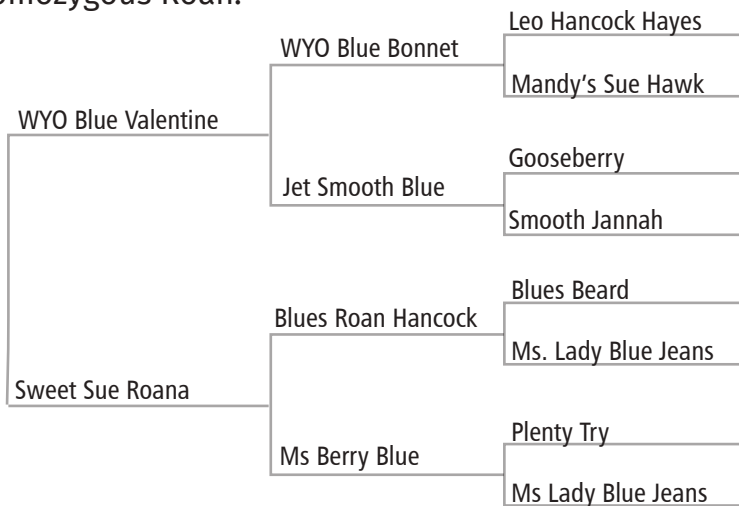 Leo Hancock Hayes
WYO Blue Bonnet
Mandy's Sue Hawk
WYO Blue Valentine
Gooseberry
Jet Smooth Blue
Smooth Jannah
Blues Beard
Blues Roan Hancock
Ms. Lady Blue Jeans
Sweet Sue Roana
Plenty Try
Ms Berry Blue
Ms Lady Blue Jeans